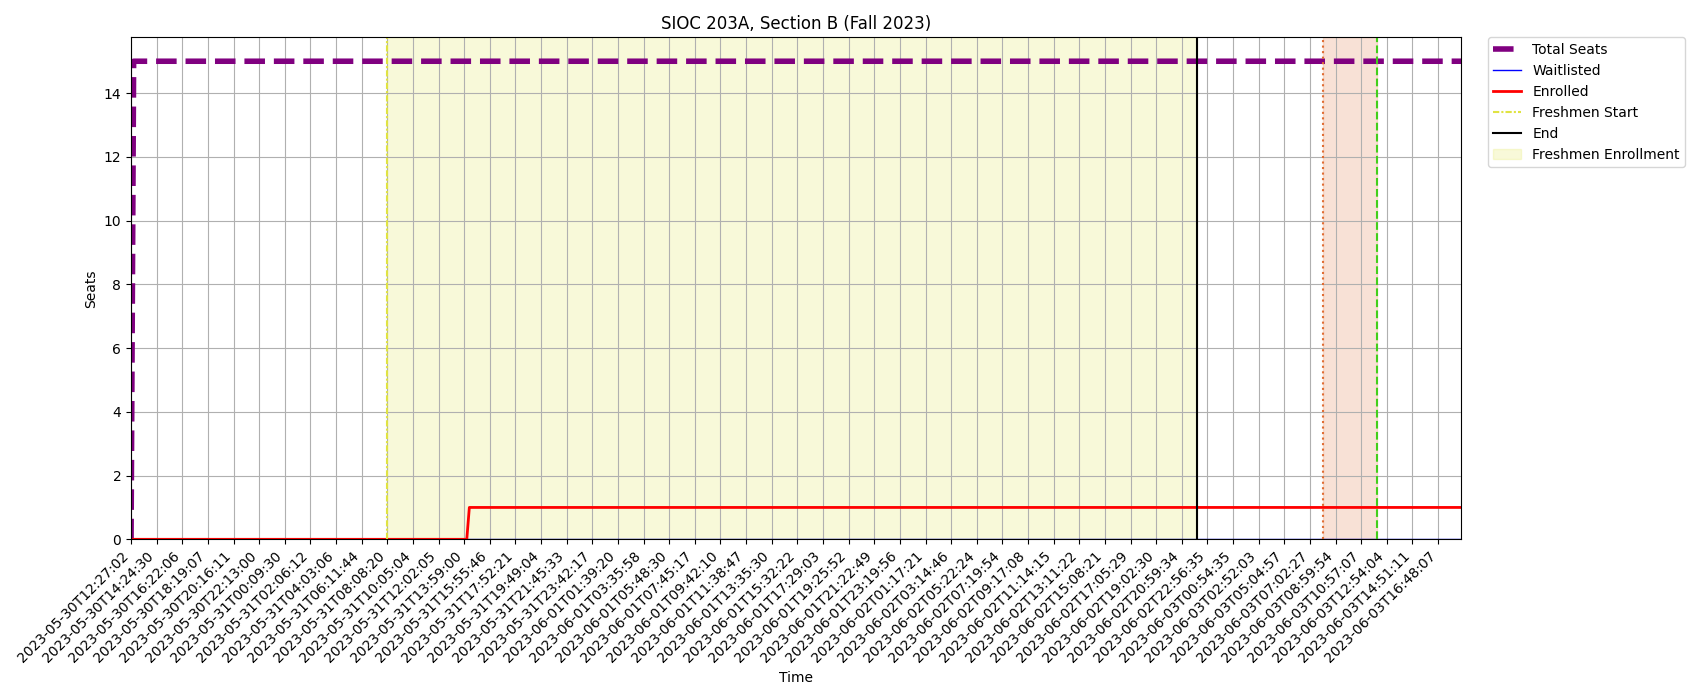 SIOC 203A, Section B (Fall 2023)
Total Seats
Waitlisted
Enrolled
Freshmen Start
End
Freshmen Enrollment
Seats
14
12
10
8
6
4
2
0
2023-05-30T12:27:02
2023-05-30T14:24:30
2023-05-30T16:22:06
2023-05-30T18:19:07
2023-05-30T20:16:11
2023-05-30T22:13:00
2023-05-31T00:09:30
2023-05-31T02:06:12
2023-05-31T04:03:06
2023-05-31T06:11:44
2023-05-31T08:08:20
2023-05-31T10:05:04
2023-05-31T12:02:05
2023-05-31T13:59:00
2023-05-31T15:55:46
2023-05-31T17:52:21
2023-05-31T19:49:04
2023-05-31T21:45:33
2023-05-31T23:42:17
2023-06-01T01:39:20
2023-06-01T03:35:58
2023-06-01T05:48:30
2023-06-01T07:45:17
2023-06-01T09:42:10
2023-06-01T11:38:47
2023-06-01T13:35:30
2023-06-01T15:32:22
2023-06-01T17:29:03
2023-06-01T19:25:52
2023-06-01T21:22:49
2023-06-01T23:19:56
2023-06-02T01:17:21
2023-06-02T03:14:46
2023-06-02T05:22:24
2023-06-02T07:19:54
2023-06-02T09:17:08
2023-06-02T11:14:15
2023-06-02T13:11:22
2023-06-02T15:08:21
2023-06-02T17:05:29
2023-06-02T19:02:30
2023-06-02T20:59:34
2023-06-02T22:56:35
2023-06-03T00:54:35
2023-06-03T02:52:03
2023-06-03T05:04:57
2023-06-03T07:02:27
2023-06-03T08:59:54
2023-06-03T10:57:07
2023-06-03T12:54:04
2023-06-03T14:51:11
2023-06-03T16:48:07
Time